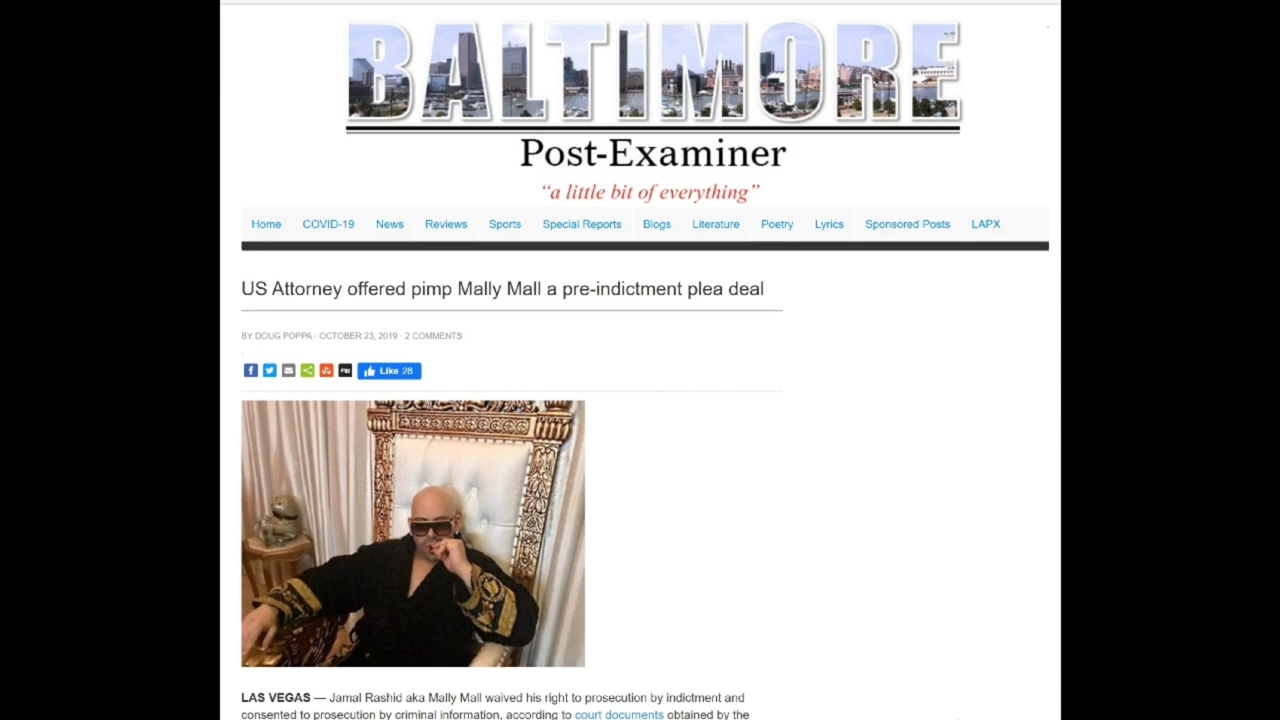 BALTIMORE
Post-Examiner
“a little bit of everything”
Home COVID-19 News Reviews Sports Special Reports Blogs Literature Poetry Lyrics Sponsored Posts LAPX
US Attorney offered pimp Mally Mall a pre-indictment plea deal
BY DOUG POPPA · OCTOBER 23, 2019 · 2 COMMENTS
Like 28
LAS VEGAS — Jamal Rashid aka Mally Mall waived his right to prosecution by indictment and
consented to prosecution by criminal information, according to court documents obtained by the